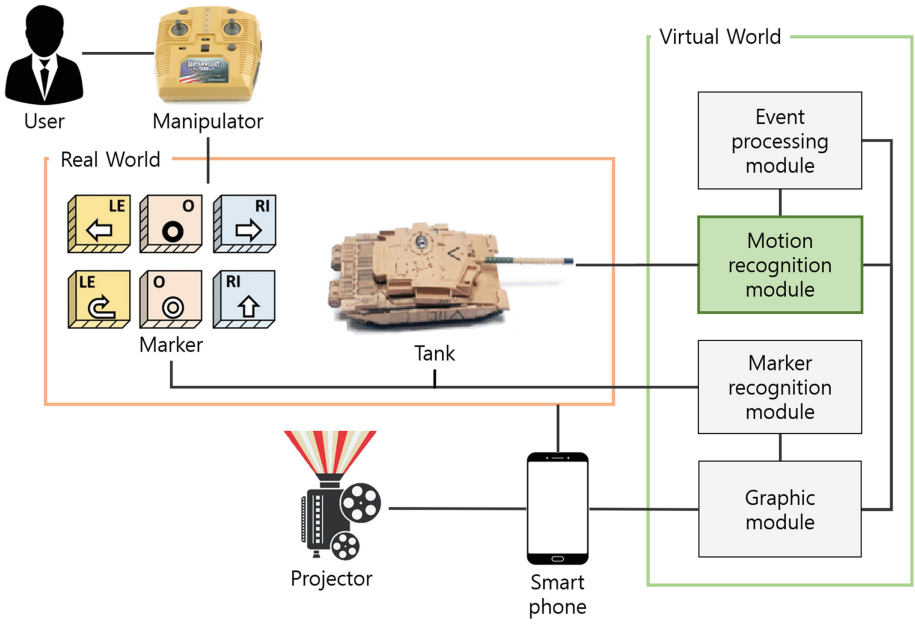 User
Manipulator
Virtual World
Real World
LE
O
RI
LE
O
RI
Marker
Tank
Event
processing
module
Motion
recognition
module
Marker
recognition
module
Graphic
module
Projector
Smart
phone